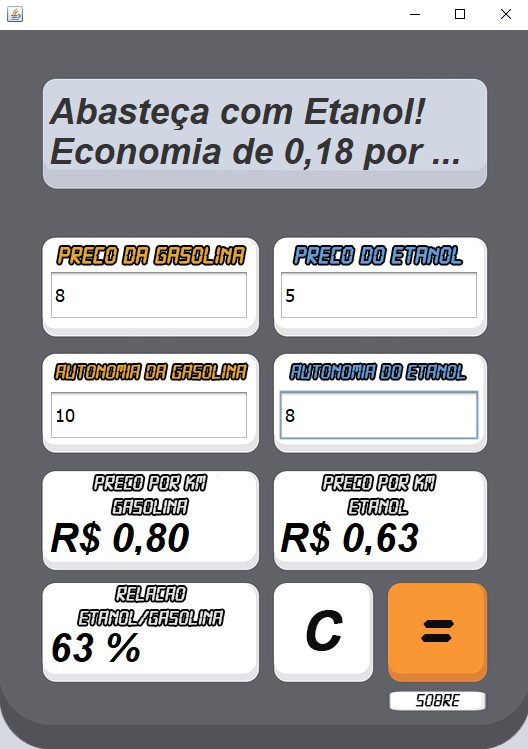 Abasteça com Etanol!
Economia de 0,18 por ...
PRECO DA GASOLINA
PRECO DO ETANOL
8
5
AUTONOMIA DA GASOLINA
AUTONOMIA DO ETANOL
10
8
PRECO POR KM
GASOLINA
R$ 0,80
PRECO POR KM
ETANOL
R$ 0,63
RELACAO
ETANOL/GASOLINA
63 %
C
=
SOBRE